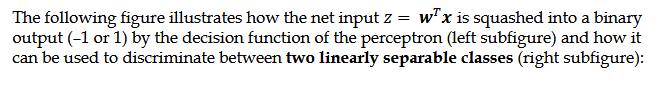 The following figure illustrates how the net input z = wᵀx is squashed into a binary
output (–1 or 1) by the decision function of the perceptron (left subfigure) and how it
can be used to discriminate between two linearly separable classes (right subfigure):